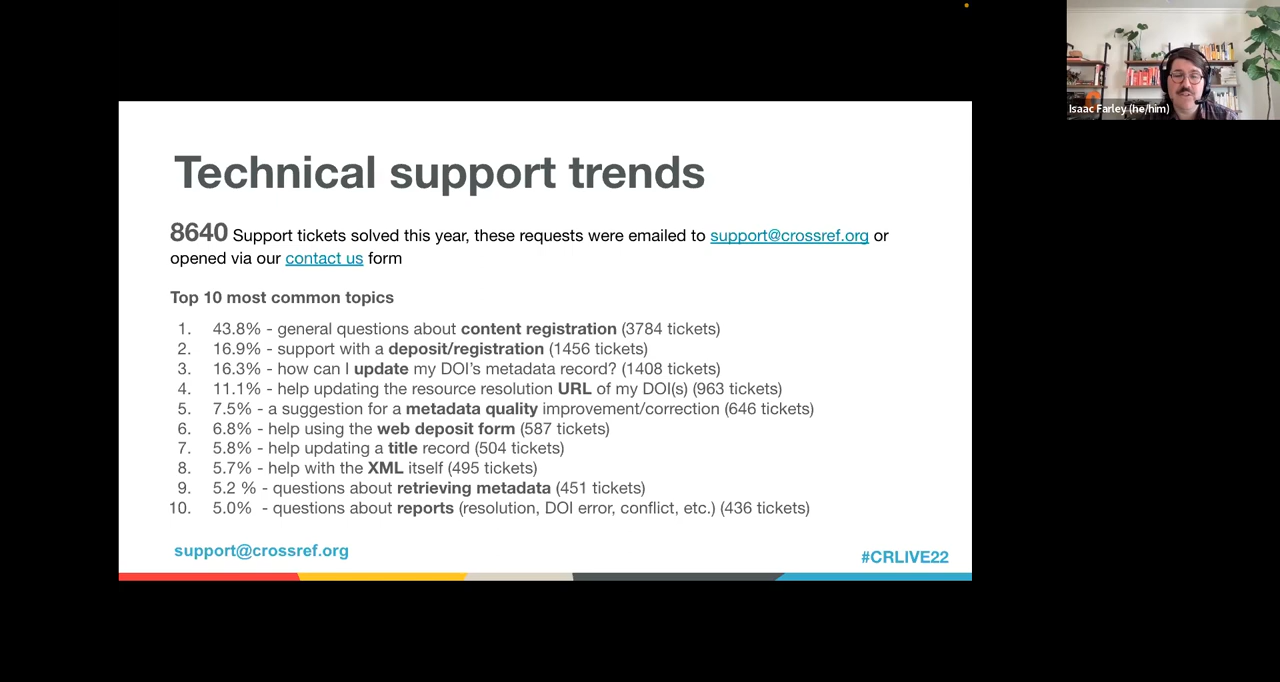 Isaac Farley (he/him)
Technical support trends
8640 Support tickets solved this year, these requests were emailed to support@crossref.org or
opened via our contact us form
Top 10 most common topics
1. 43.8% - general questions about content registration (3784 tickets)
2. 16.9% - support with a deposit/registration (1456 tickets)
3. 16.3% - how can I update my DOI's metadata record? (1408 tickets)
4. 11.1% - help updating the resource resolution URL of my DOI(s) (963 tickets)
5. 7.5% - a suggestion for a metadata quality improvement/correction (646 tickets)
6. 6.8% - help using the web deposit form (587 tickets)
7. 5.8% - help updating a title record (504 tickets)
8. 5.7% - help with the XML itself (495 tickets)
9. 5.2 % - questions about retrieving metadata (451 tickets)
10. 5.0% - questions about reports (resolution, DOI error, conflict, etc.) (436 tickets)
support@crossref.org
#CRLIVE22